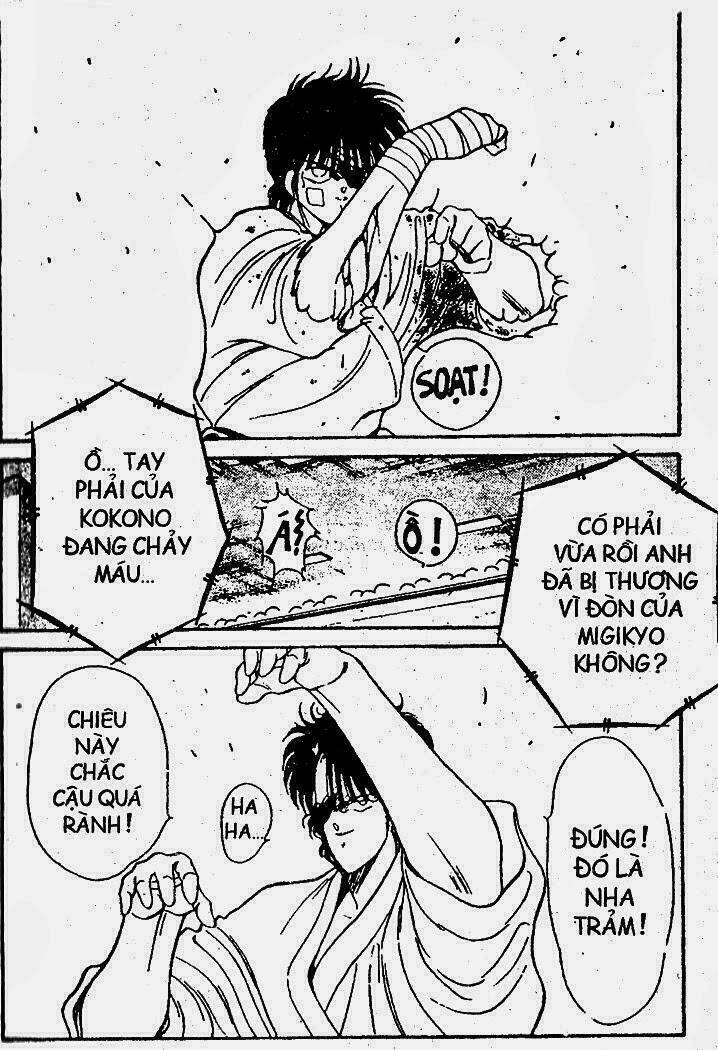 SOẠT!
CÓ PHẢI
VỪA RỒI ANH
ĐÃ BỊ THƯƠNG
VÌ ĐÒN CỦA
MIGIKYO
KHÔNG?
Ồ!
Á!
Ồ... TAY
PHẢI CỦA
KOKONO
ĐANG CHẢY
MÁU...
ĐÚNG!
ĐÓ LÀ
NHA
TRẢM!
HA
HA...
CHIÊU
NÀY
CHẮC
CẬU QUÁ
RÀNH!